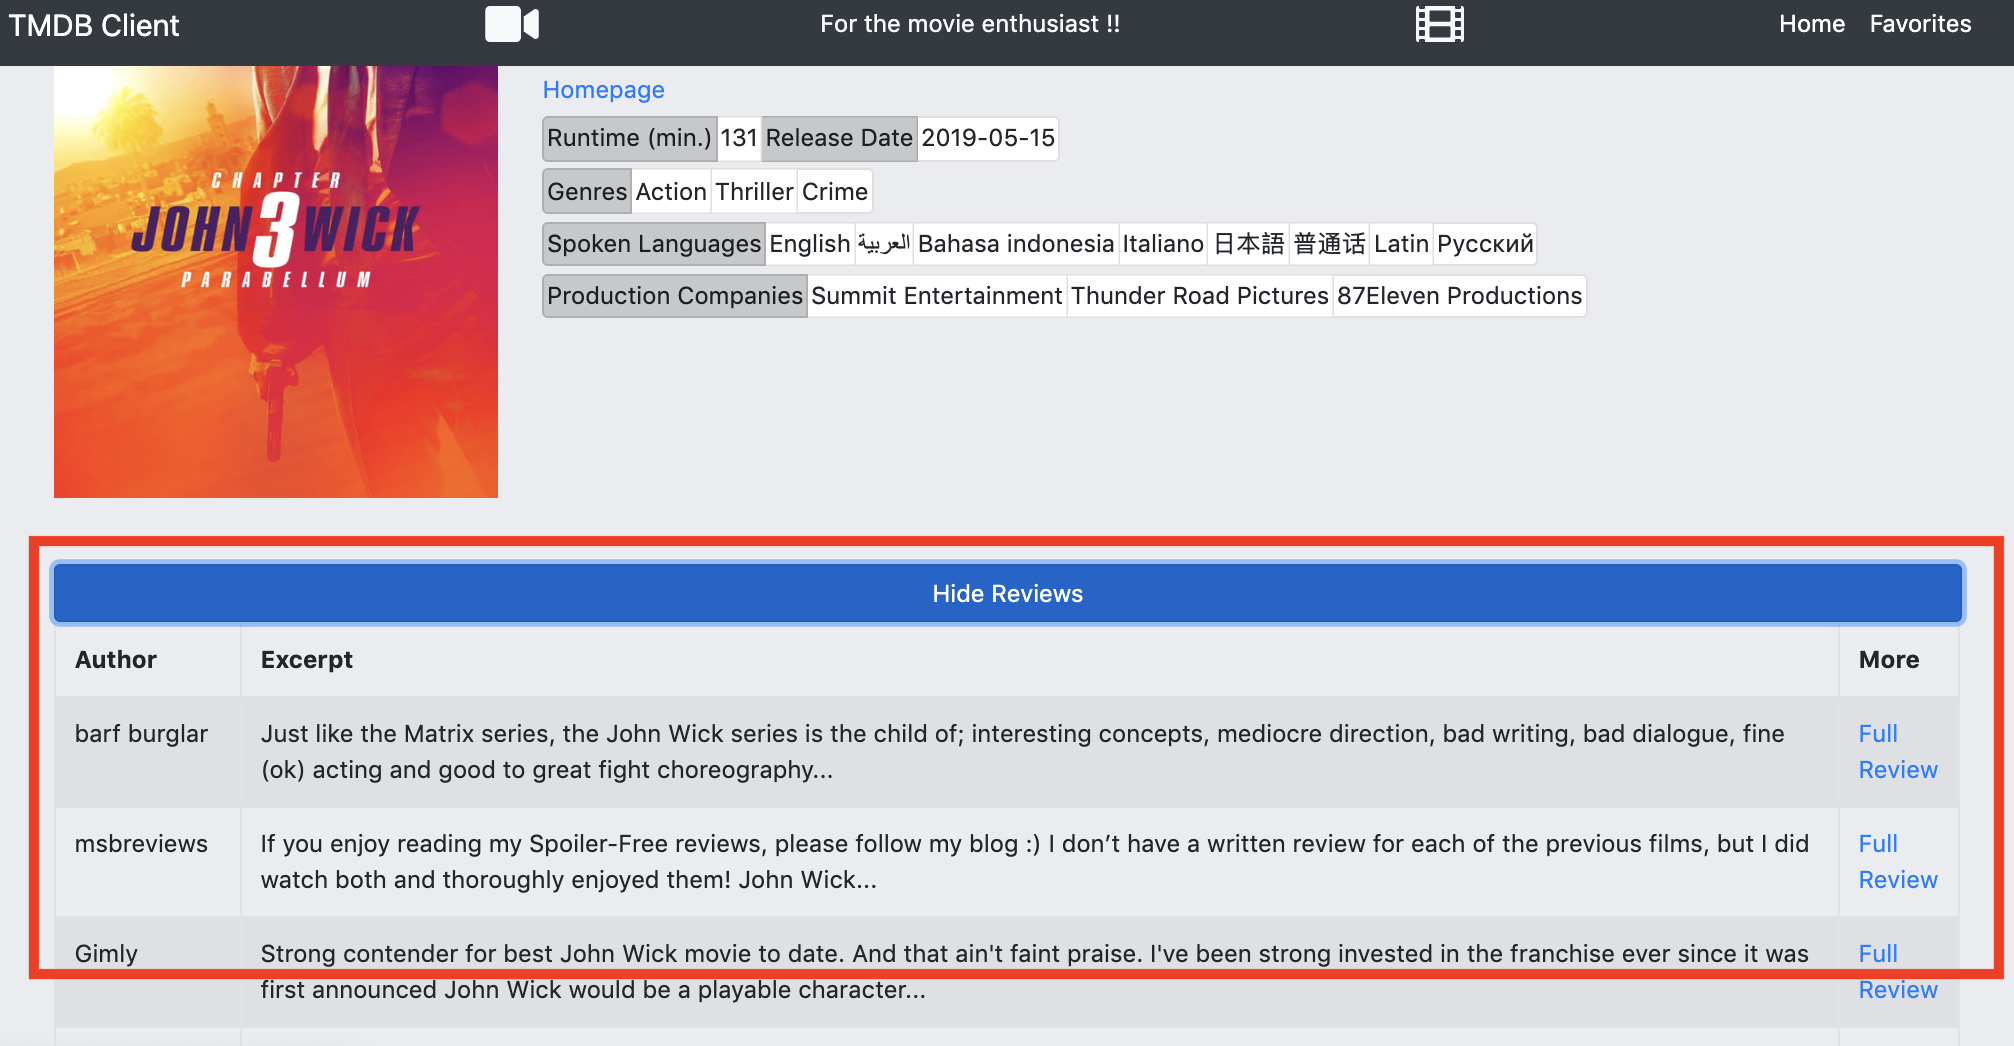 TMDB Client
For the movie enthusiast !!
Home Favorites
CHAPTER
JOHN 3 WICK
PARABELLUM
Homepage
Runtime (min.) 131 Release Date 2019-05-15
Genres Action Thriller Crime
Spoken Languages English العربية Bahasa indonesia Italiano 日本語 普通话 Latin Pусский
Production Companies Summit Entertainment Thunder Road Pictures 87Eleven Productions
Hide Reviews
Author Excerpt More
barf burglar Just like the Matrix series, the John Wick series is the child of; interesting concepts, mediocre direction, bad writing, bad dialogue, fine Full
(ok) acting and good to great fight choreography... Review
msbreviews If you enjoy reading my Spoiler-Free reviews, please follow my blog :) I don’t have a written review for each of the previous films, but I did Full
watch both and thoroughly enjoyed them! John Wick... Review
Gimly Strong contender for best John Wick movie to date. And that ain't faint praise. I've been strong invested in the franchise ever since it was Full
first announced John Wick would be a playable character... Review